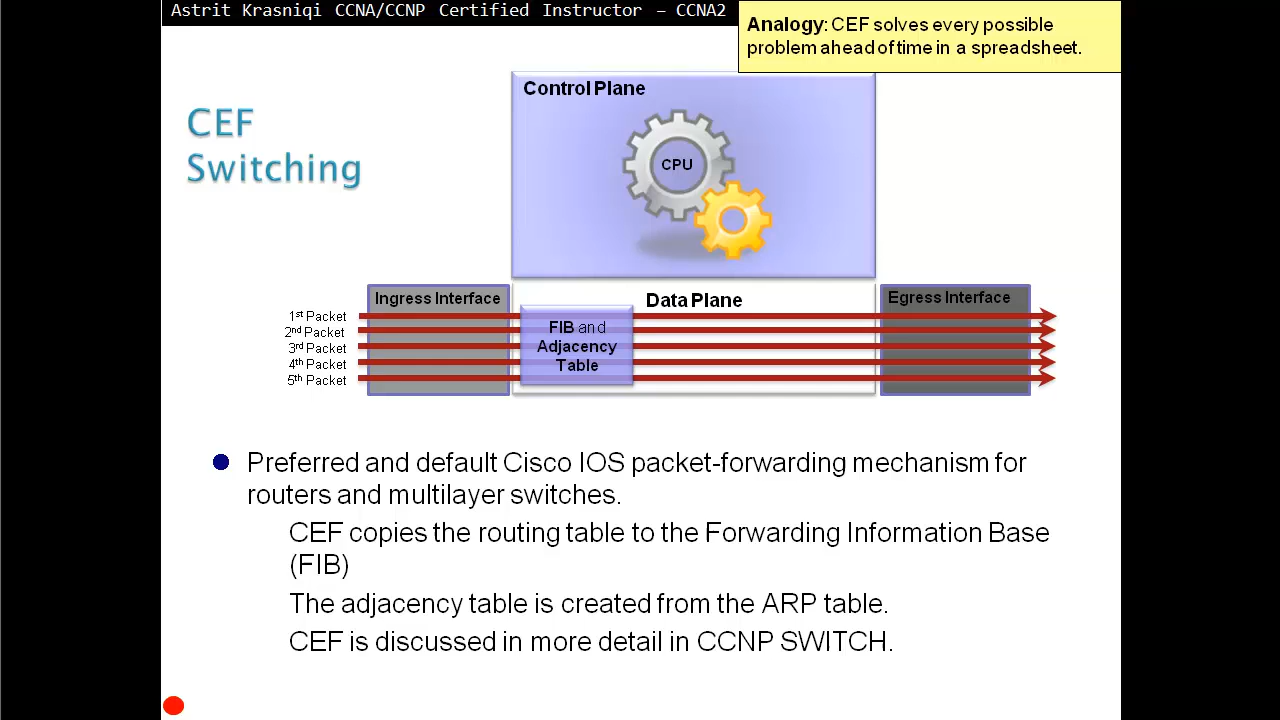 Astrit Krasniqi CCNA/CCNP Certified Instructor – CCNA2
Analogy: CEF solves every possible
problem ahead of time in a spreadsheet.
CEF
Switching
Control Plane
CPU
Ingress Interface
Data Plane
Egress Interface
1st Packet
2nd Packet
3rd Packet
4th Packet
5th Packet
FIB and
Adjacency
Table
Preferred and default Cisco IOS packet-forwarding mechanism for
routers and multilayer switches.
CEF copies the routing table to the Forwarding Information Base
(FIB)
The adjacency table is created from the ARP table.
CEF is discussed in more detail in CCNP SWITCH.